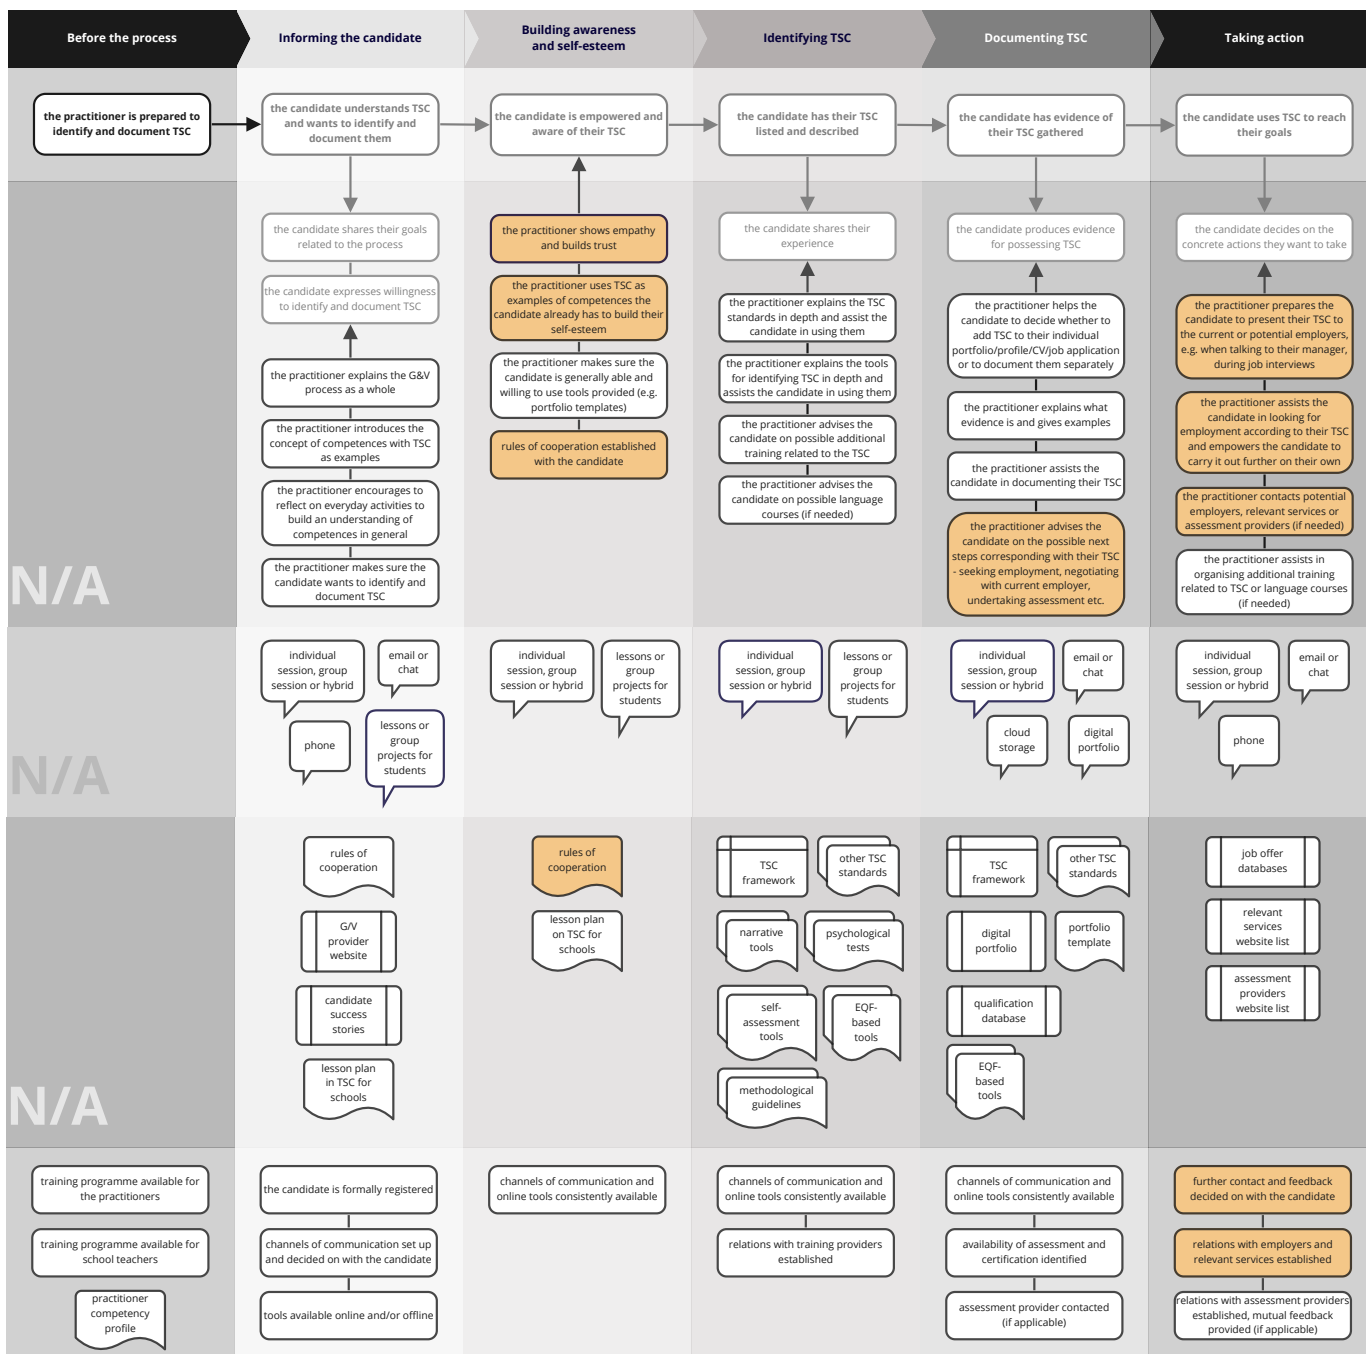 Before the process
Informing the candidate
Building awareness
and self-esteem
Identifying TSC
Documenting TSC
Taking action
the practitioner is prepared to
identify and document TSC
the candidate understands TSC
and wants to identify and
document them
the candidate is empowered and
aware of their TSC
the candidate has their TSC
listed and described
the candidate has evidence of
their TSC gathered
the candidate uses TSC to reach
their goals
N/A
the candidate shares their goals
related to the process
the candidate expresses willingness
to identify and document TSC
the practitioner explains the G&V
process as a whole
the practitioner introduces the
concept of competences with TSC
as examples
the practitioner encourages to
reflect on everyday activities to
build an understanding of
competences in general
the practitioner makes sure the
candidate wants to identify and
document TSC
the practitioner shows empathy
and builds trust
the practitioner uses TSC as
examples of competences the
candidate already has to build their
self-esteem
the practitioner makes sure the
candidate is generally able and
willing to use tools provided (e.g.
portfolio templates)
rules of cooperation established
with the candidate
the candidate shares their
experience
the practitioner explains the TSC
standards in depth and assist the
candidate in using them
the practitioner explains the tools
for identifying TSC in depth and
assists the candidate in using them
the practitioner advises the
candidate on possible additional
training related to the TSC
the practitioner advises the
candidate on possible language
courses (if needed)
the candidate produces evidence
for possessing TSC
the practitioner helps the
candidate to decide whether to
add TSC to their individual
portfolio/profile/CV/job application
or to document them separately
the practitioner explains what
evidence is and gives examples
the practitioner assists the
candidate in documenting their TSC
the practitioner advises the
candidate on the possible next
steps corresponding with their TSC
- seeking employment, negotiating
with current employer,
undertaking assessment etc.
the candidate decides on the
concrete actions they want to take
the practitioner prepares the
candidate to present their TSC to
the current or potential employers,
e.g. when talking to their manager,
during job interviews
the practitioner assists the
candidate in looking for
employment according to their TSC
and empowers the candidate to
carry it out further on their own
the practitioner contacts potential
employers, relevant services or
assessment providers (if needed)
the practitioner assists in
organising additional training
related to TSC or language courses
(if needed)
N/A
individual
session, group
session or hybrid
email or
chat
phone
lessons or
group
projects for
students
individual
session, group
session or hybrid
lessons or
group
projects for
students
individual
session, group
session or hybrid
lessons or
group
projects for
students
individual
session, group
session or hybrid
email or
chat
cloud
storage
digital
portfolio
individual
session, group
session or hybrid
email or
chat
phone
N/A
rules of
cooperation
G/V
provider
website
candidate
success
stories
lesson plan
in TSC for
schools
rules of
cooperation
lesson plan
on TSC for
schools
TSC
framework
other TSC
standards
narrative
tools
psychological
tests
self-
assessment
tools
EQF-
based
tools
methodological
guidelines
TSC
framework
other TSC
standards
digital
portfolio
portfolio
template
qualification
database
EQF-
based
tools
job offer
databases
relevant
services
website list
assessment
providers
website list
training programme available for
the practitioners
training programme available for
school teachers
practitioner
competency
profile
the candidate is formally registered
channels of communication set up
and decided on with the candidate
tools available online and/or offline
channels of communication and
online tools consistently available
channels of communication and
online tools consistently available
relations with training providers
established
channels of communication and
online tools consistently available
availability of assessment and
certification identified
assessment provider contacted
(if applicable)
further contact and feedback
decided on with the candidate
relations with employers and
relevant services established
relations with assessment providers
established, mutual feedback
provided (if applicable)